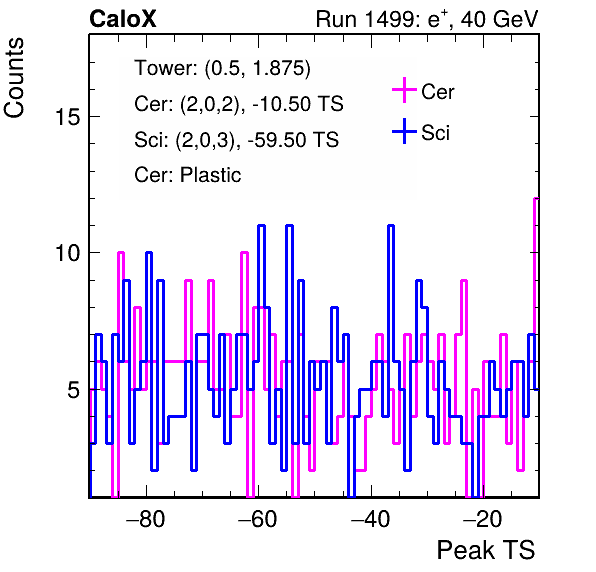 CaloX Run 1499: e⁺, 40 GeV
Counts
Tower: (0.5, 1.875)
Cer: (2,0,2), -10.50 TS
Sci: (2,0,3), -59.50 TS
Cer: Plastic
Cer
Sci
15
10
5
−80 −60 −40 −20
Peak TS